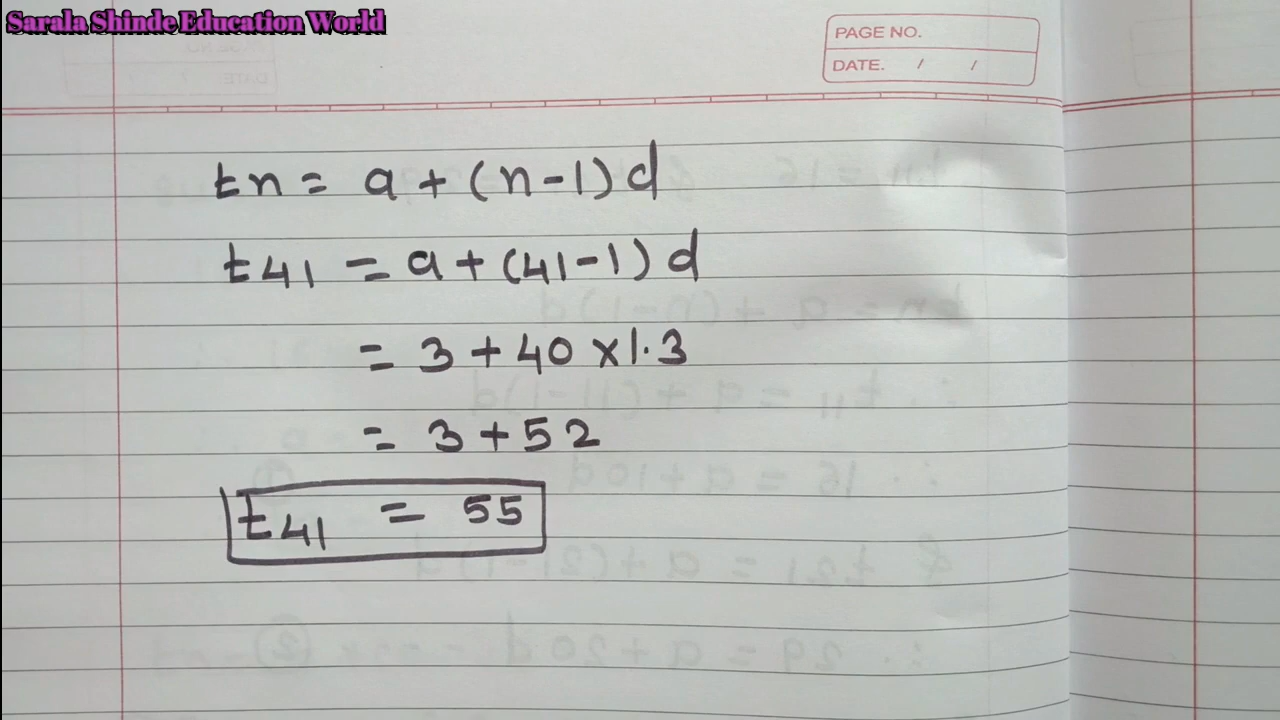 Sarala Shinde Education World
PAGE NO.
DATE. / /
tn = a + (n-1)d
t41 = a + (41-1)d
= 3 + 40 x 1.3
= 3 + 52
t41 = 55